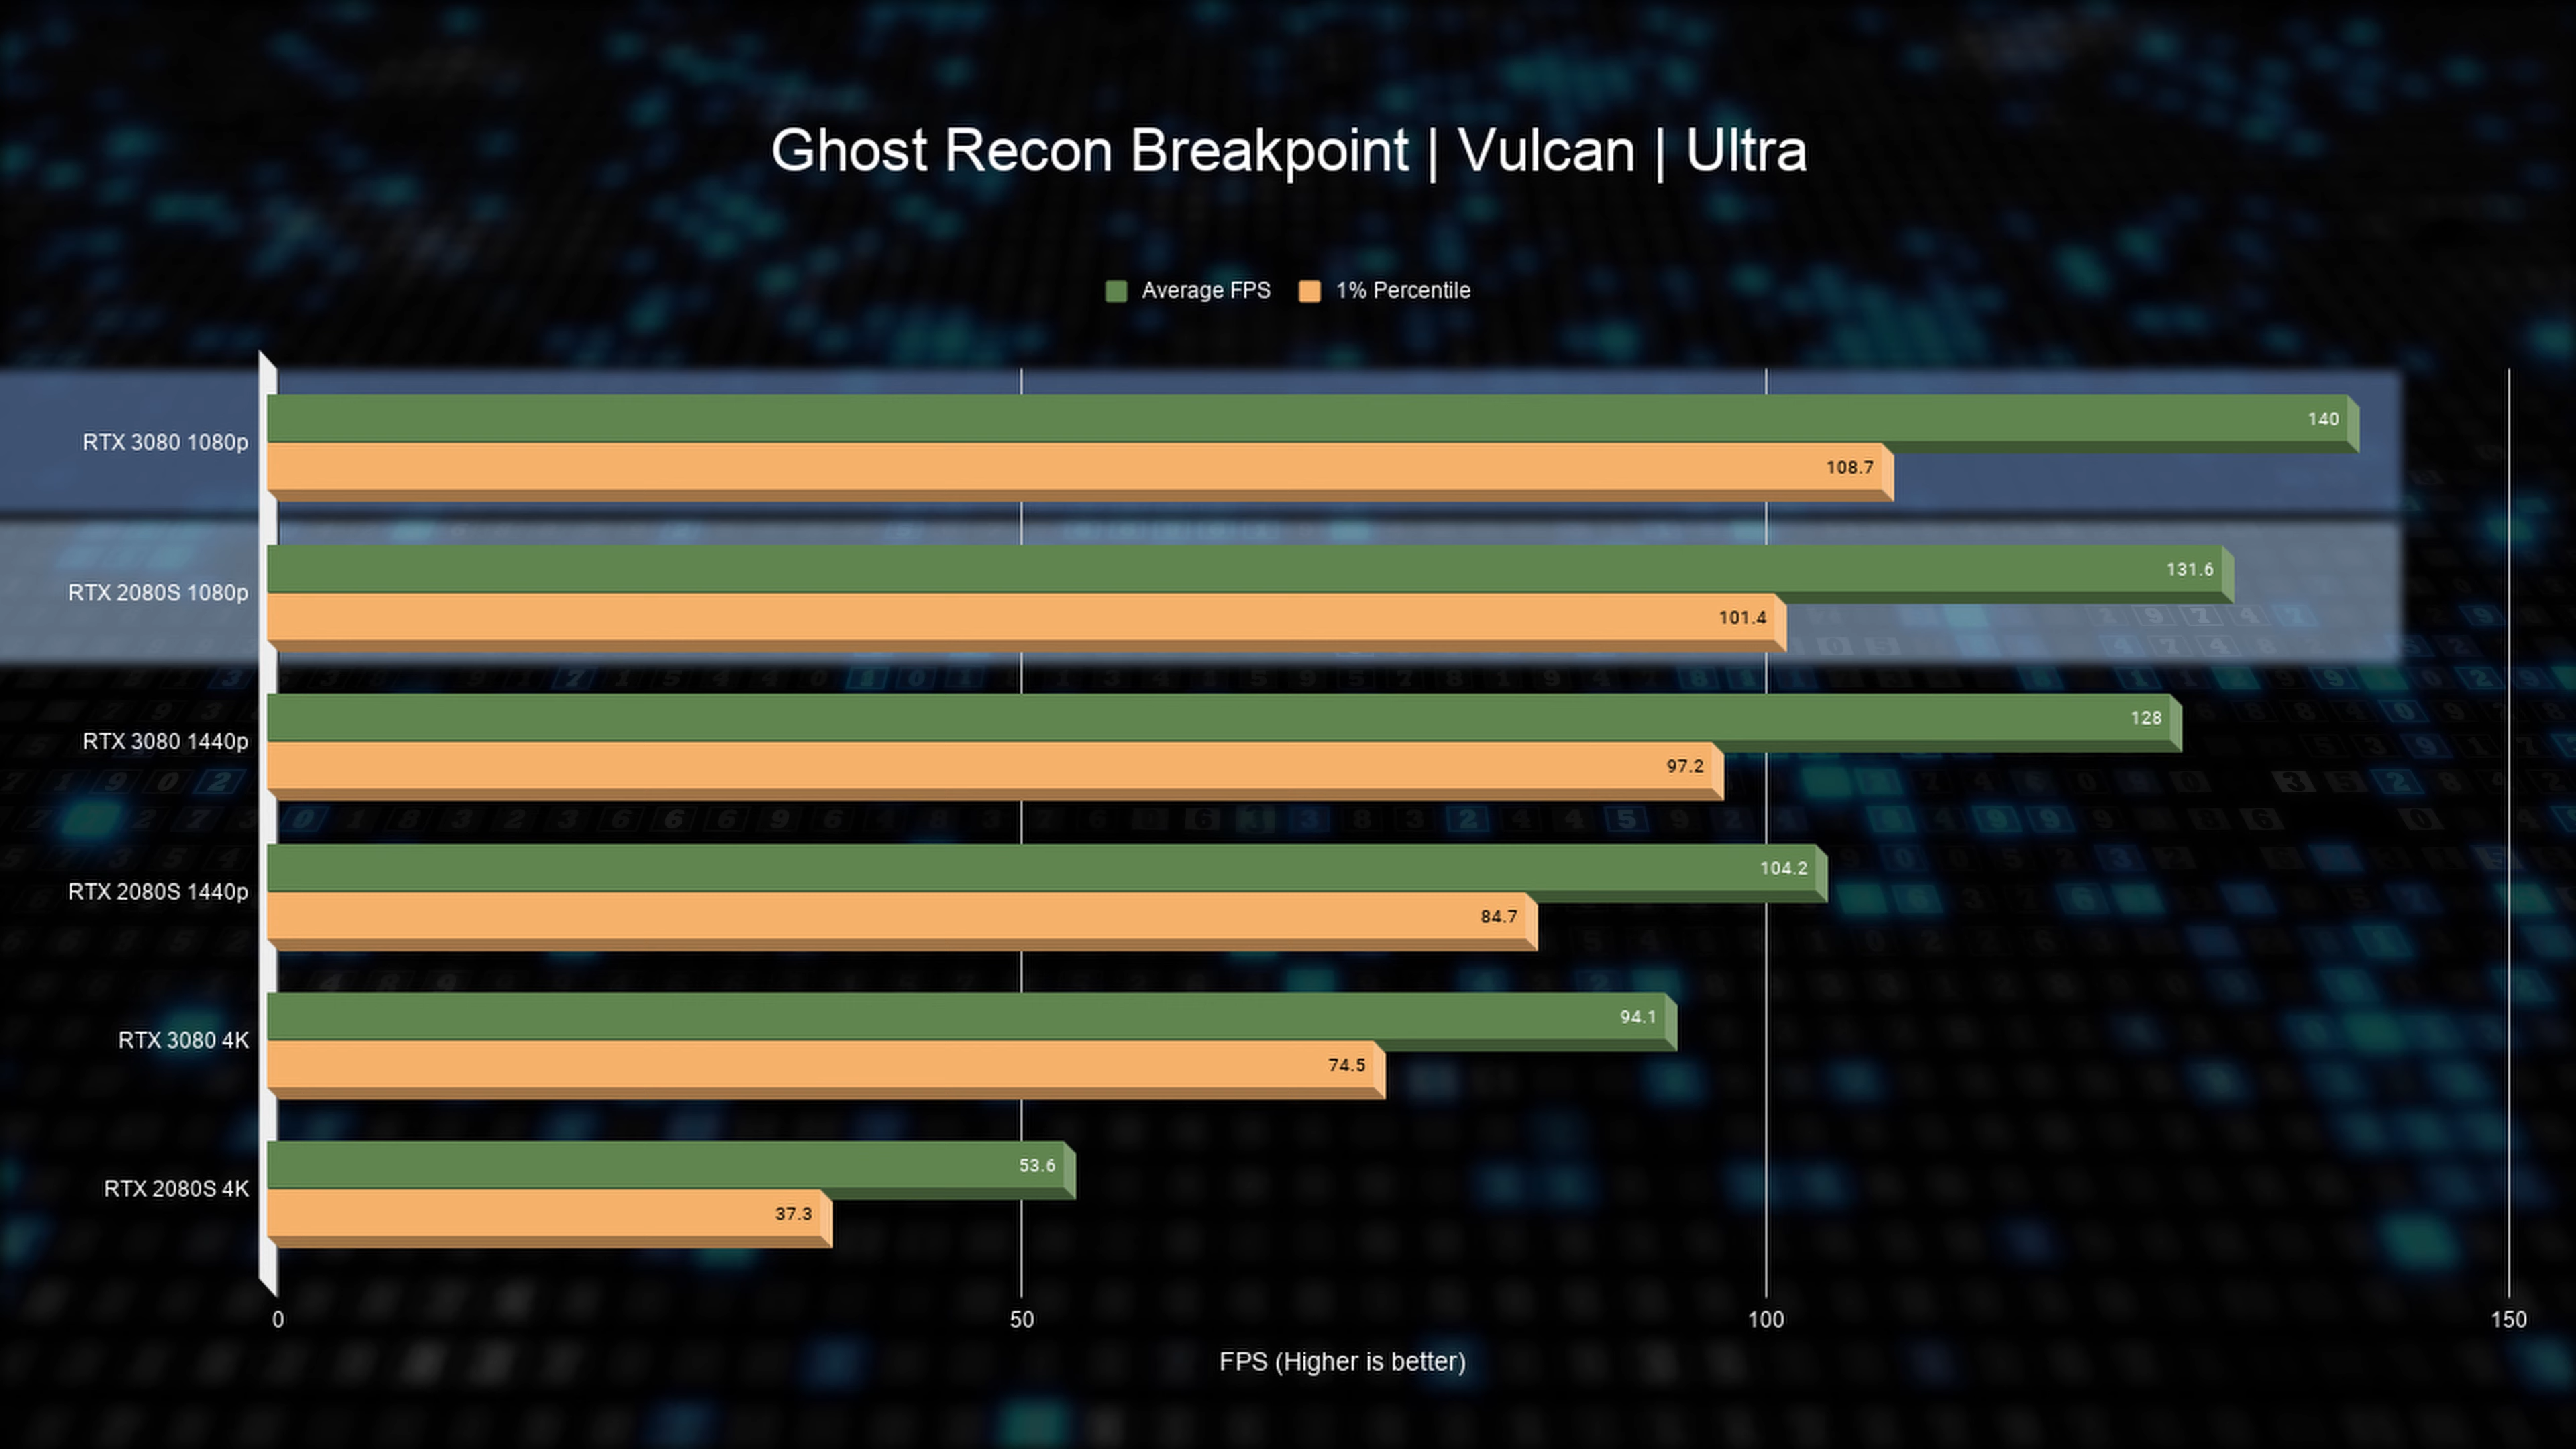 Ghost Recon Breakpoint | Vulcan | Ultra
Average FPS 1% Percentile
RTX 3080 1080p
140
108.7
RTX 2080S 1080p
131.6
101.4
RTX 3080 1440p
128
97.2
RTX 2080S 1440p
104.2
84.7
RTX 3080 4K
94.1
74.5
RTX 2080S 4K
53.6
37.3
0 50 100 150
FPS (Higher is better)